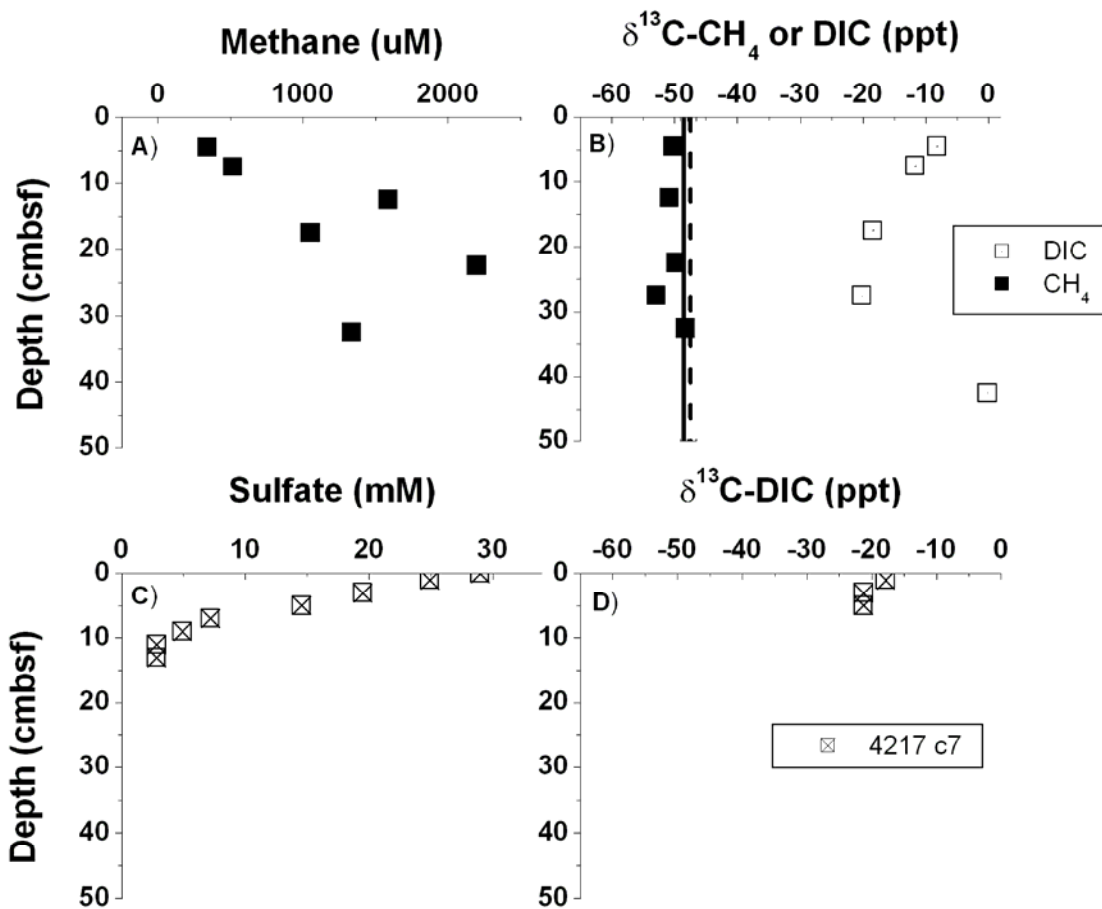 Methane (uM)
0 1000 2000
δ¹³C-CH₄ or DIC (ppt)
-60 -50 -40 -30 -20 -10 0
Depth (cmbsf)
0
10
20
30
40
50
A)
0
10
20
30
40
50
B)
DIC
CH₄
Sulfate (mM)
0 10 20 30
δ¹³C-DIC (ppt)
-60 -50 -40 -30 -20 -10 0
Depth (cmbsf)
0
10
20
30
40
50
C)
0
10
20
30
40
50
D)
4217 c7